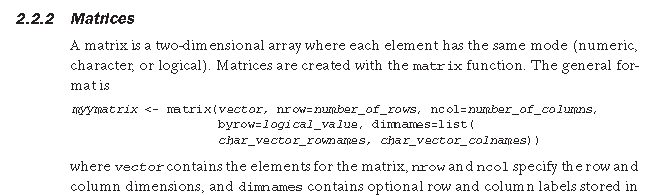 2.2.2 Matrices
A matrix is a two-dimensional array where each element has the same mode (numeric,
character, or logical). Matrices are created with the matrix function. The general for-
mat is
myymatrix <- matrix(vector, nrow=number_of_rows, ncol=number_of_columns,
byrow=logical_value, dimnames=list(
char_vector_rownames, char_vector_colnames))
where vector contains the elements for the matrix, nrow and ncol specify the row and
column dimensions, and dimnames contains optional row and column labels stored in